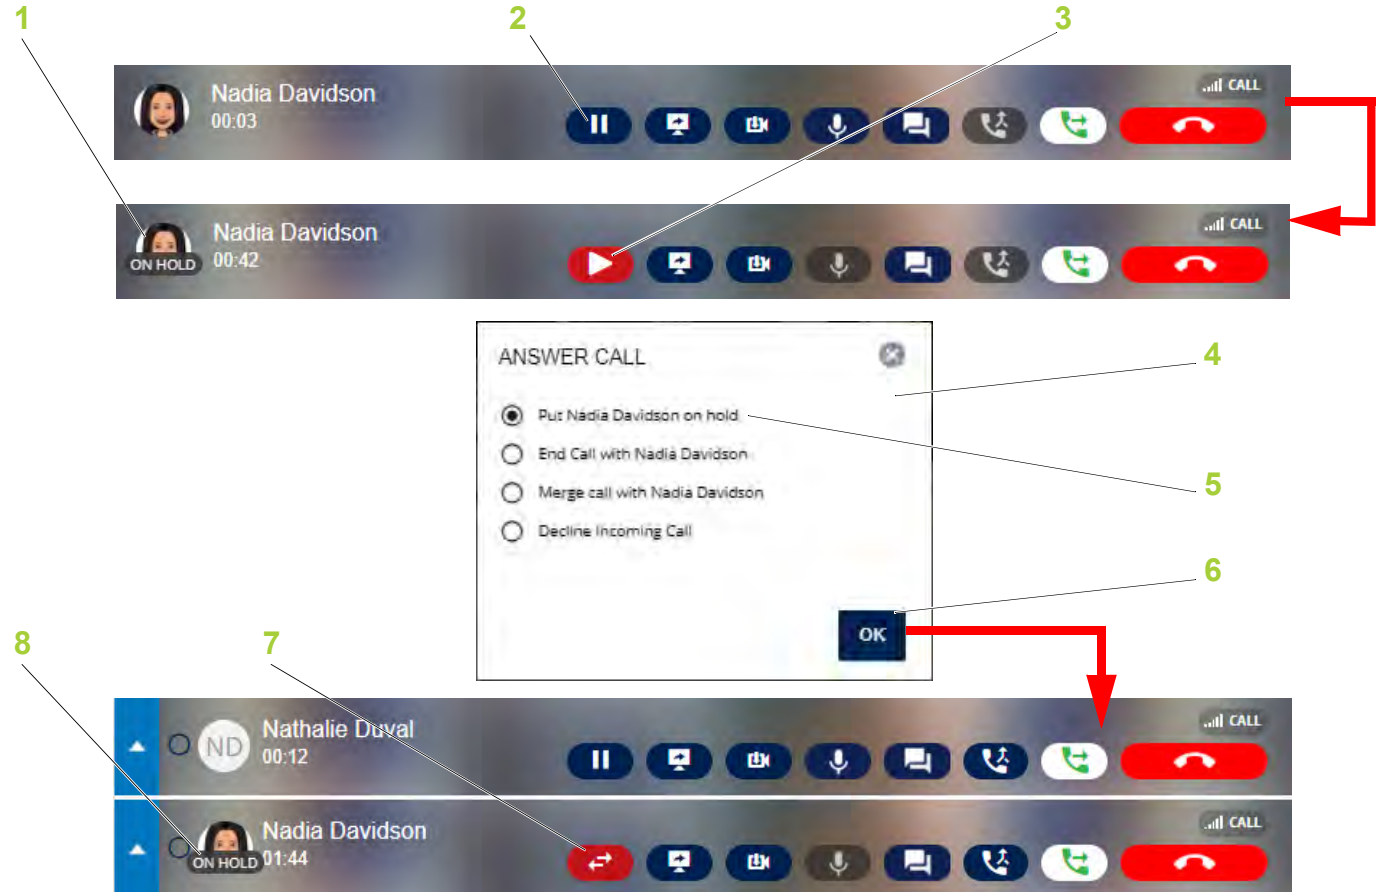 1
2
3
Nadia Davidson
00:03
CALL
Nadia Davidson
00:42
ON HOLD
CALL
ANSWER CALL
4
Put Nadia Davidson on hold
End Call with Nadia Davidson
5
Merge call with Nadia Davidson
Decline Incoming Call
6
OK
8
7
ND
Nathalie Duval
00:12
CALL
Nadia Davidson
01:44
ON HOLD
CALL